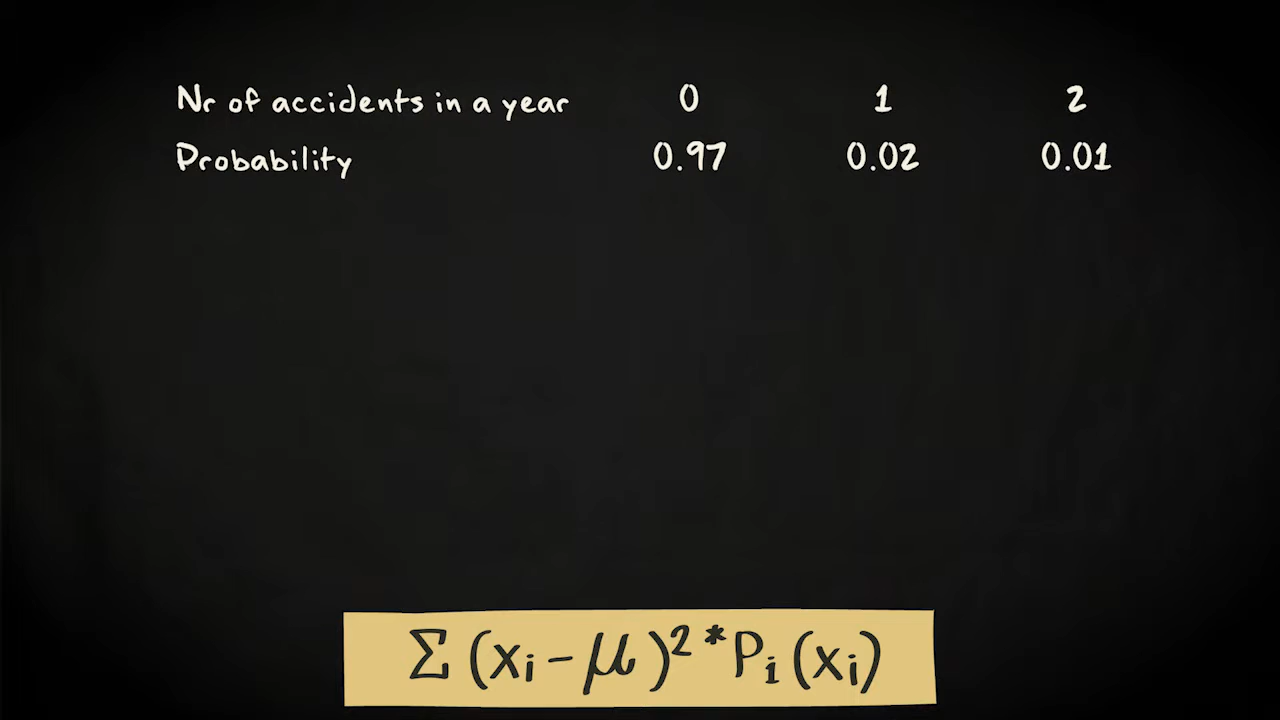 Nr of accidents in a year 0 1 2
Probability 0.97 0.02 0.01
Σ (xi - μ)² * Pi (xi)